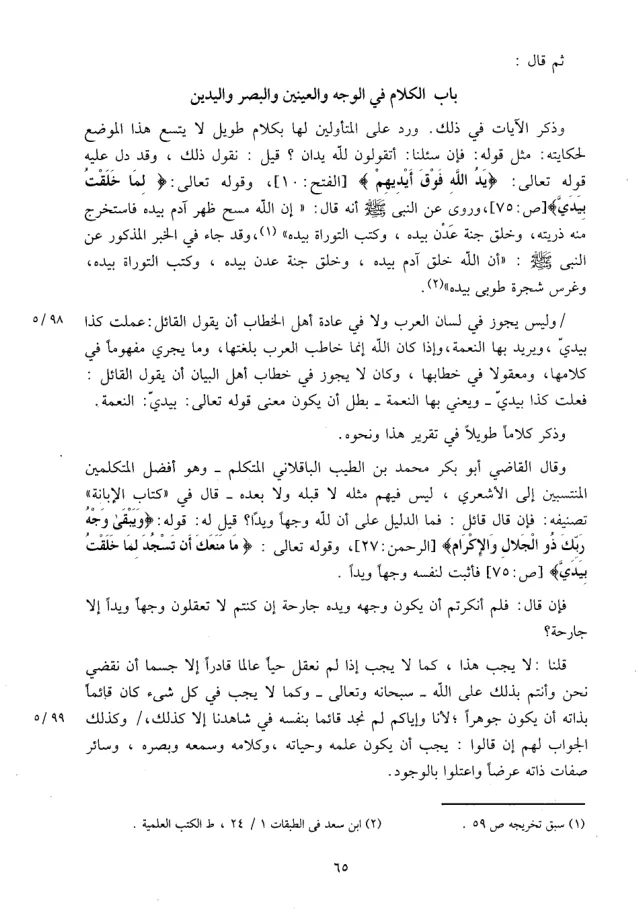 ثم قال :
باب الكلام في الوجه والعينين والبصر واليدين
وذكر الآيات في ذلك. ورد على المتأولين لها بكلام طويل لا يتسع هذا الموضع
لحكايته: مثل قوله: فإن سئلنا: أتقولون لله يدان ؟ قيل : نقول ذلك ، وقد دل عليه
قوله تعالى: ﴿يَدُ اللَّهِ فَوْقَ أَيْدِيهِمْ﴾ [الفتح:١٠]، وقوله تعالى:﴿ لِمَا خَلَقْتُ
بِيَدَيَّ﴾[ص:٧٥]،وروى عن النبى ﷺ أنه قال: « إن الله مسح ظهر آدم بيده فاستخرج
منه ذريته، وخلق جنة عَدْن بيده ، وكتب التوراة بيده» (١)،وقد جاء في الخبر المذكور عن
النبي ﷺ : «أن الله خلق آدم بيده ، وخلق جنة عدن بيده ، وكتب التوراة بيده،
وغرس شجرة طوبى بيده»(٢).
٥/٩٨ / وليس يجوز في لسان العرب ولا في عادة أهل الخطاب أن يقول القائل:عملت كذا
بيديّ ،ويريد بها النعمة،وإذا كان الله إنما خاطب العرب بلغتها، وما يجري مفهوماً في
كلامها، ومعقولا في خطابها ، وكان لا يجوز في خطاب أهل البيان أن يقول القائل :
فعلت كذا بيديّ ـ ويعني بها النعمة ـ بطل أن يكون معنى قوله تعالى: بيديّ: النعمة.
وذكر كلاماً طويلاً في تقرير هذا ونحوه.
وقال القاضي أبو بكر محمد بن الطيب الباقلاني المتكلم ـ وهو أفضل المتكلمين
المنتسبين إلى الأشعري ، ليس فيهم مثله لا قبله ولا بعده ـ قال في «كتاب الإبانة»
تصنيفه: فإن قال قائل : فما الدليل على أن لله وجهاً ويدًا؟ قيل له: قوله:﴿وَيَبْقَىٰ وَجْهُ
رَبِّكَ ذُو الْجَلالِ وَالإِكْرَامِ﴾ [الرحمن:٢٧]، وقوله تعالى : ﴿ مَا مَنَعَكَ أَن تَسْجُدَ لِمَا خَلَقْتُ
بِيَدَيَّ﴾ [ص:٧٥] فأثبت لنفسه وجهاً ويداً .
فإن قال: فلم أنكرتم أن يكون وجهه ويده جارحة إن كنتم لا تعقلون وجهاً ويداً إلا
جارحة؟
قلنا :لا يجب هذا ، كما لا يجب إذا لم نعقل حياً عالما قادراً إلا جسما أن نقضي
نحن وأنتم بذلك على الله ـ سبحانه وتعالى ـ وكما لا يجب في كل شىء كان قائماً
٥/٩٩ بذاته أن يكون جوهراً ؛لأنا وإياكم لم نجد قائما بنفسه في شاهدنا إلا كذلك،/ وكذلك
الجواب لهم إن قالوا : يجب أن يكون علمه وحياته ،وكلامه وسمعه وبصره ، وسائر
صفات ذاته عرضاً واعتلوا بالوجود.
(١) سبق تخريجه ص ٥٩ .
(٢) ابن سعد فى الطبقات ١ / ٢٤ ، ط الكتب العلمية .
٦٥